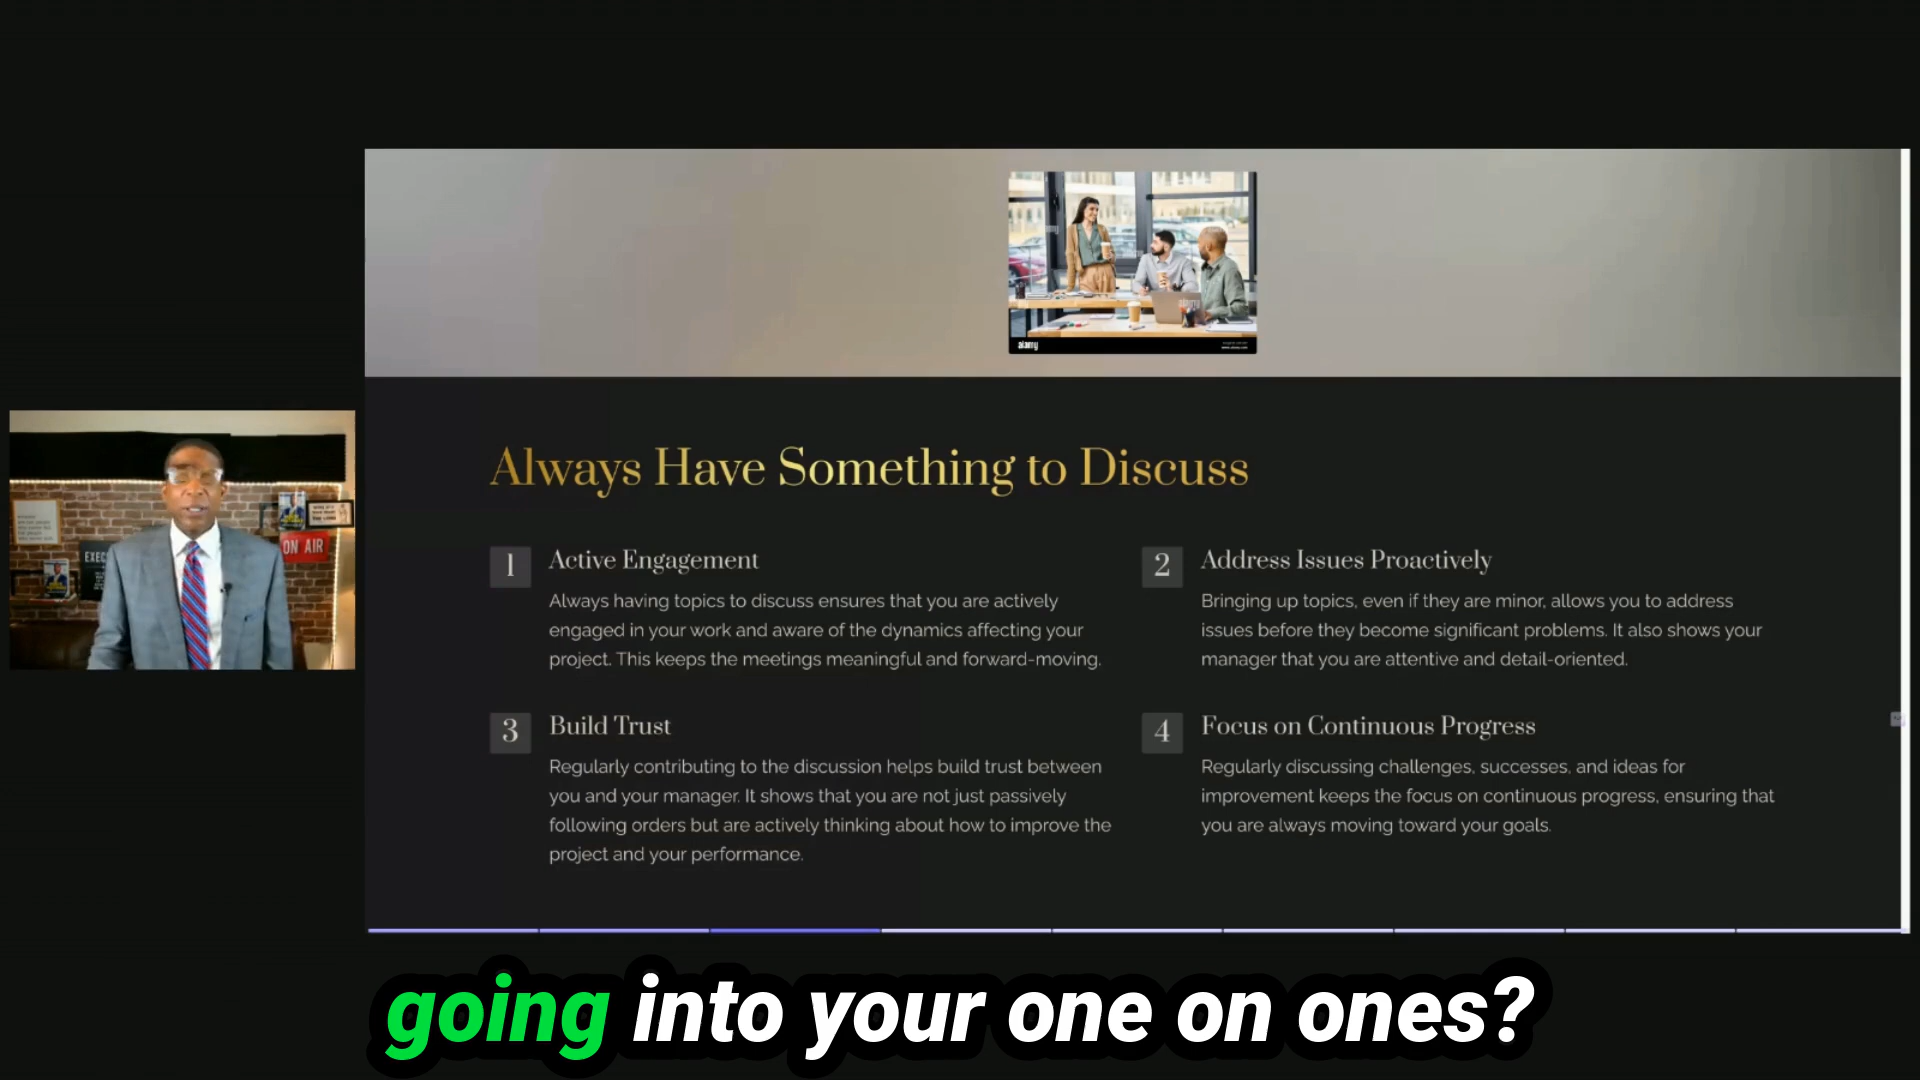 Always Have Something to Discuss
1 Active Engagement
Always having topics to discuss ensures that you are actively
engaged in your work and aware of the dynamics affecting your
project. This keeps the meetings meaningful and forward-moving.
2 Address Issues Proactively
Bringing up topics, even if they are minor, allows you to address
issues before they become significant problems. It also shows your
manager that you are attentive and detail-oriented.
3 Build Trust
Regularly contributing to the discussion helps build trust between
you and your manager. It shows that you are not just passively
following orders but are actively thinking about how to improve the
project and your performance.
4 Focus on Continuous Progress
Regularly discussing challenges, successes, and ideas for
improvement keeps the focus on continuous progress, ensuring that
you are always moving toward your goals.
alamy
ON AIR
EXEC
going into your one on ones?